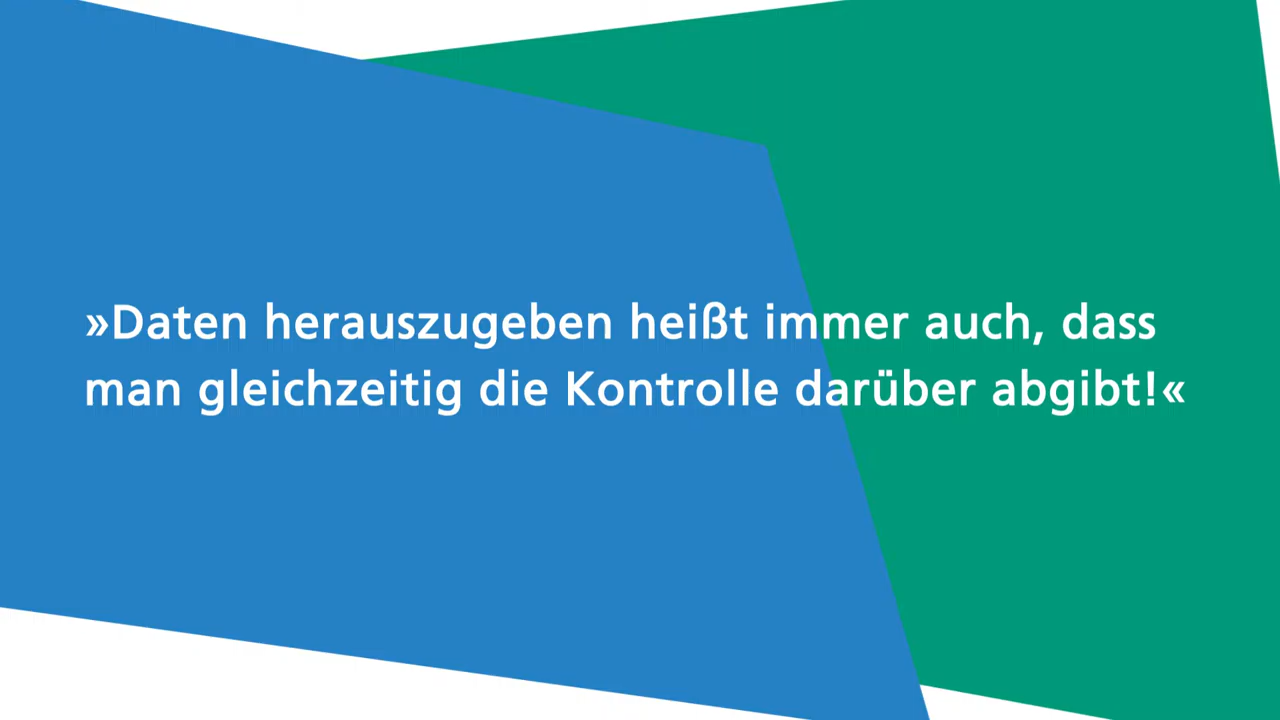 »Daten herauszugeben heißt immer auch, dass
man gleichzeitig die Kontrolle darüber abgibt!«